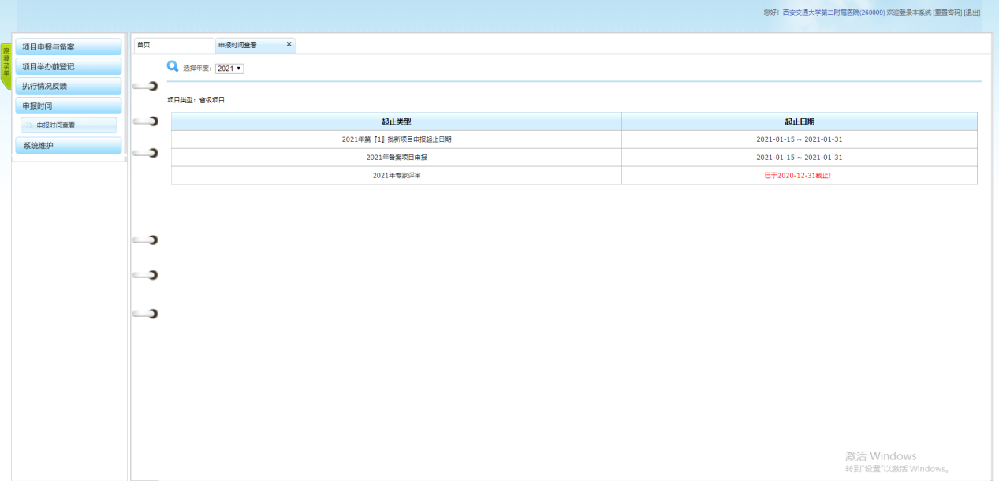 您好！西安交通大学第二附属医院(260009) 欢迎登录本系统 [重置密码] [退出]
隐藏菜单
项目申报与备案
项目举办前登记
执行情况反馈
申报时间
申报时间查看
系统维护
首页
申报时间查看
选择年度：
2021
项目类型：省级项目
起止类型
起止日期
2021年第『1』批新项目申报起止日期
2021-01-15 ~ 2021-01-31
2021年备案项目申报
2021-01-15 ~ 2021-01-31
2021年专家评审
已于2020-12-31截止!
激活 Windows
转到"设置"以激活 Windows。